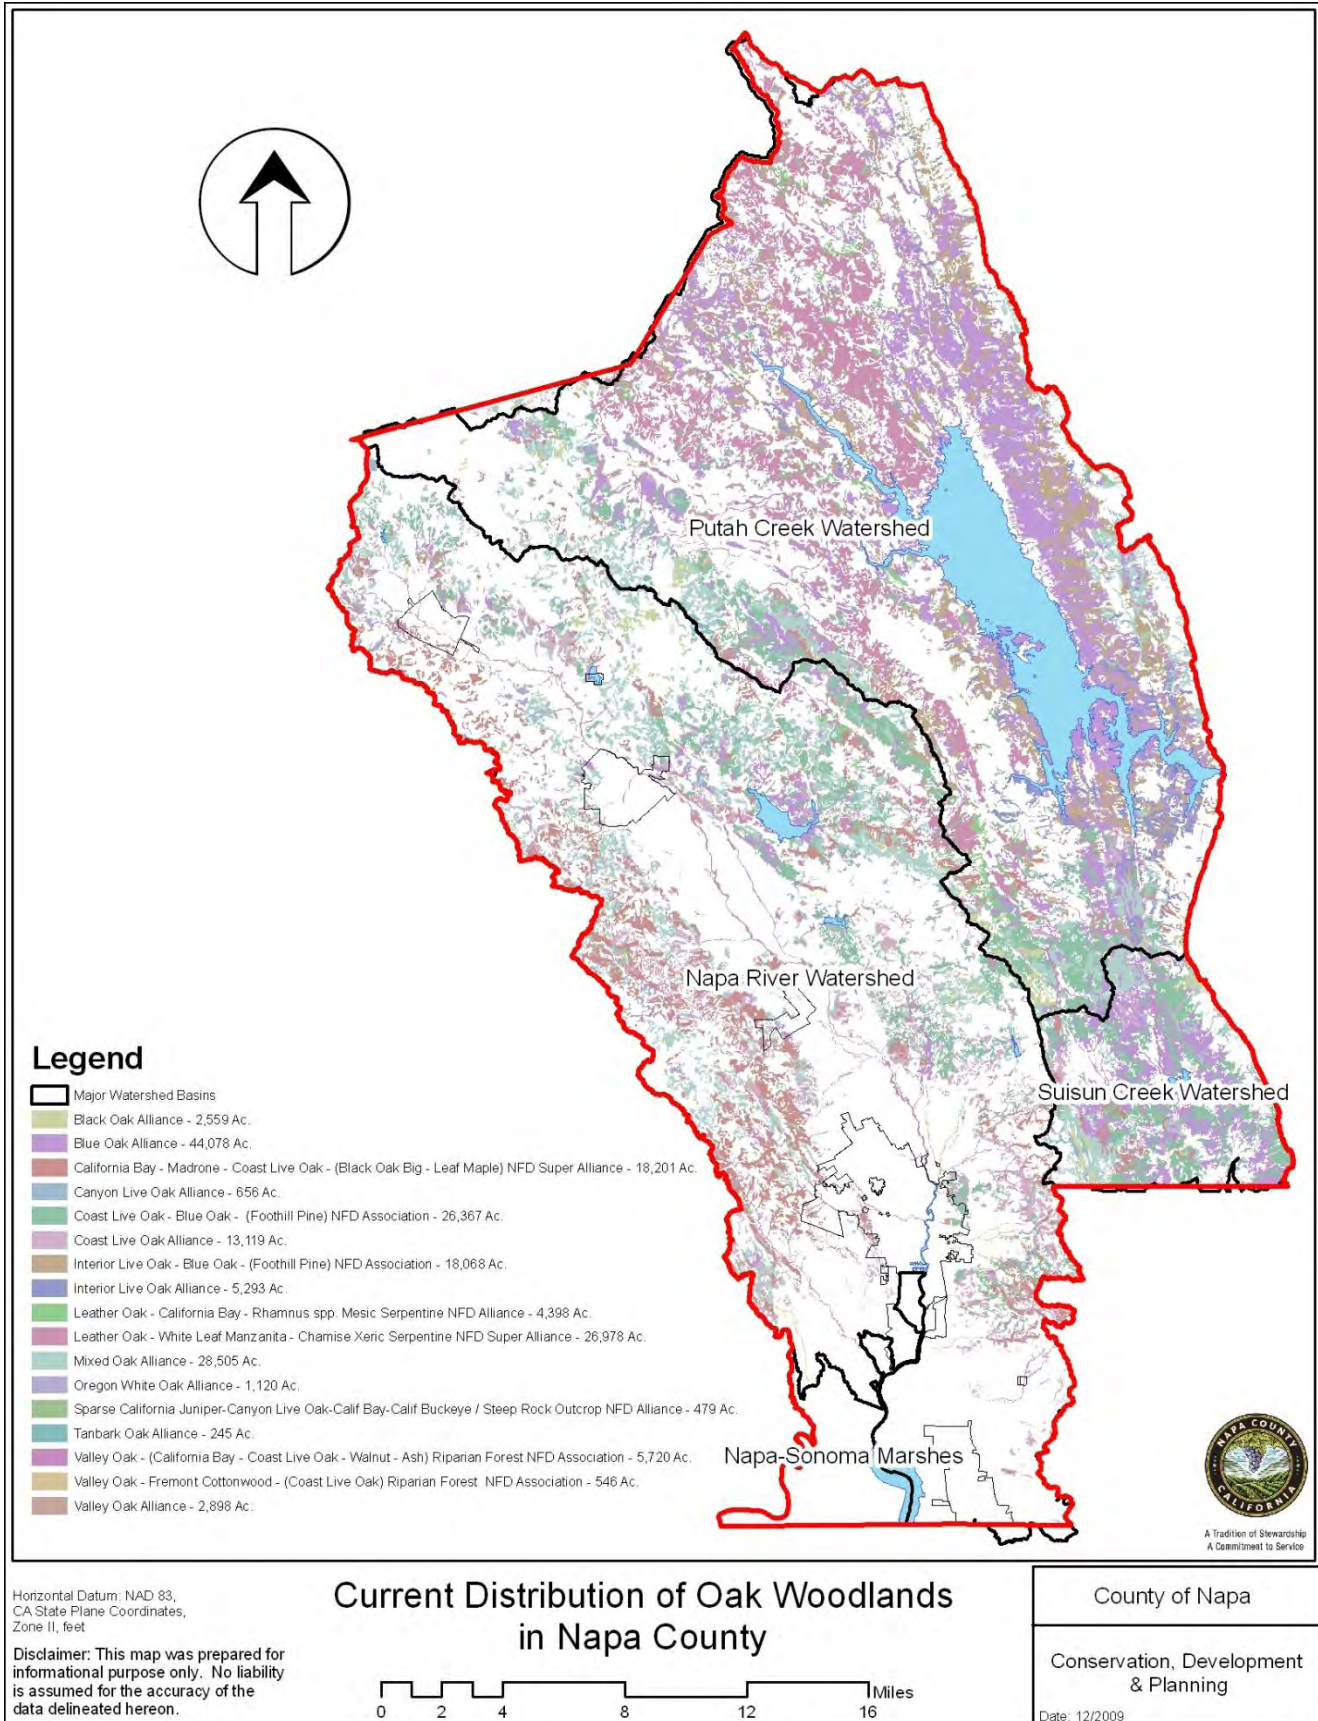 Putah Creek Watershed
Napa River Watershed
Suisun Creek Watershed
Napa-Sonoma Marshes
Legend
Major Watershed Basins
Black Oak Alliance - 2,559 Ac.
Blue Oak Alliance - 44,078 Ac.
California Bay - Madrone - Coast Live Oak - (Black Oak Big - Leaf Maple) NFD Super Alliance - 18,201 Ac.
Canyon Live Oak Alliance - 656 Ac.
Coast Live Oak - Blue Oak - (Foothill Pine) NFD Association - 26,367 Ac.
Coast Live Oak Alliance - 13,119 Ac.
Interior Live Oak - Blue Oak - (Foothill Pine) NFD Association - 18,068 Ac.
Interior Live Oak Alliance - 5,293 Ac.
Leather Oak - California Bay - Rhamnus spp. Mesic Serpentine NFD Alliance - 4,398 Ac.
Leather Oak - White Leaf Manzanita - Chamise Xeric Serpentine NFD Super Alliance - 26,978 Ac.
Mixed Oak Alliance - 28,505 Ac.
Oregon White Oak Alliance - 1,120 Ac.
Sparse California Juniper-Canyon Live Oak-Calif Bay-Calif Buckeye / Steep Rock Outcrop NFD Alliance - 479 Ac.
Tanbark Oak Alliance - 245 Ac.
Valley Oak - (California Bay - Coast Live Oak - Walnut - Ash) Riparian Forest NFD Association - 5,720 Ac.
Valley Oak - Fremont Cottonwood - (Coast Live Oak) Riparian Forest NFD Association - 546 Ac.
Valley Oak Alliance - 2,898 Ac.
NAPA COUNTY
CALIFORNIA
A Tradition of Stewardship
A Commitment to Service
Horizontal Datum: NAD 83,
CA State Plane Coordinates,
Zone II, feet
Disclaimer: This map was prepared for
informational purpose only. No liability
is assumed for the accuracy of the
data delineated hereon.
Current Distribution of Oak Woodlands
in Napa County
Miles
0 2 4 8 12 16
County of Napa
Conservation, Development
& Planning
Date: 12/2009